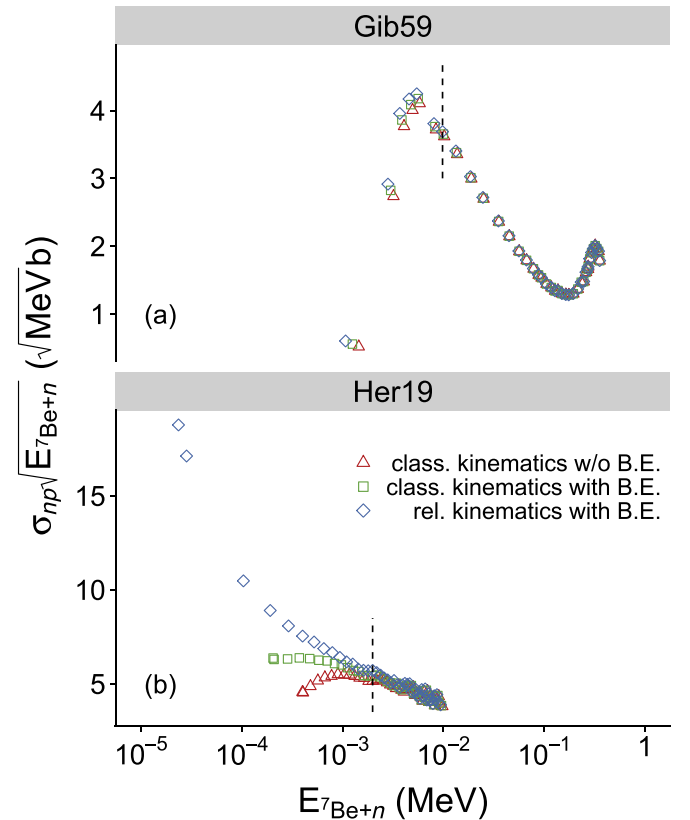 Gib59
4
3
2
1
(a)
Her19
class. kinematics w/o B.E.
class. kinematics with B.E.
rel. kinematics with B.E.
15
10
5
(b)
10⁻⁵ 10⁻⁴ 10⁻³ 10⁻² 10⁻¹ 1
E⁷Be+n (MeV)
σnp√E⁷Be+n (√MeVb)